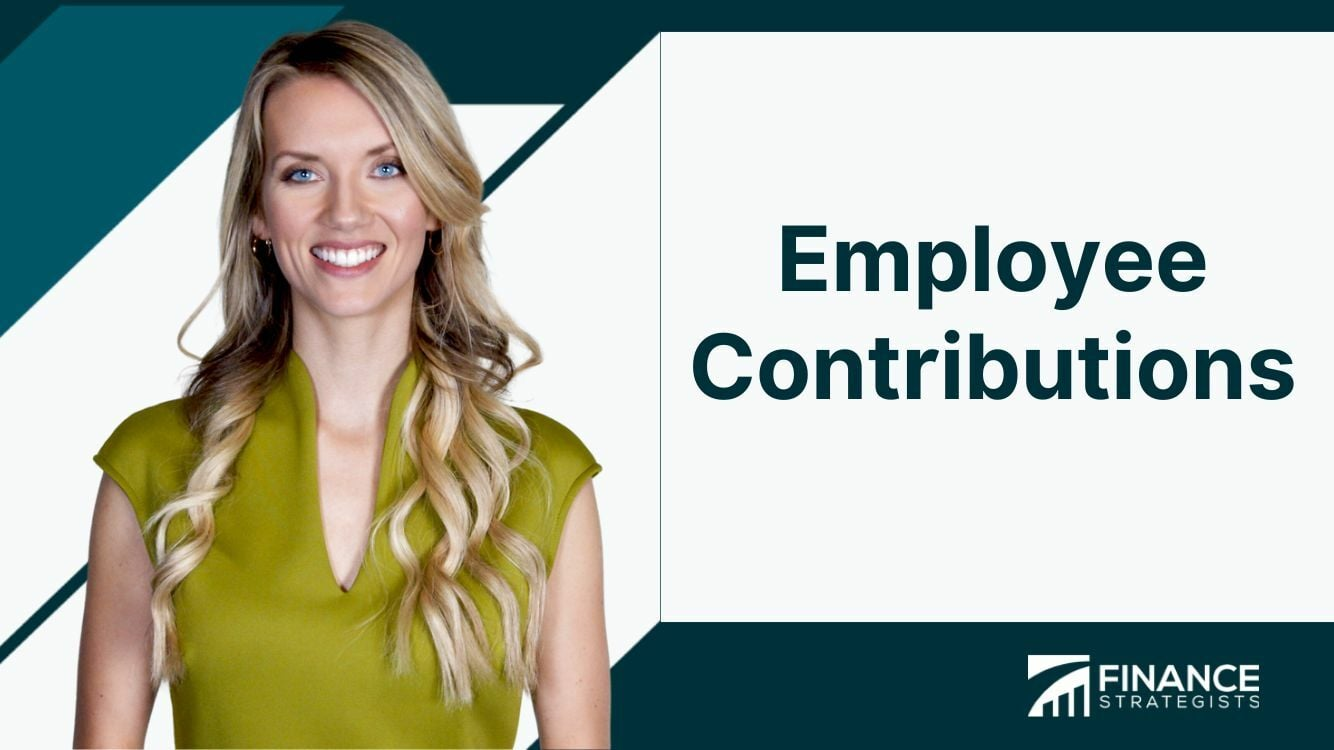 Employee
Contributions
FINANCE
STRATEGISTS